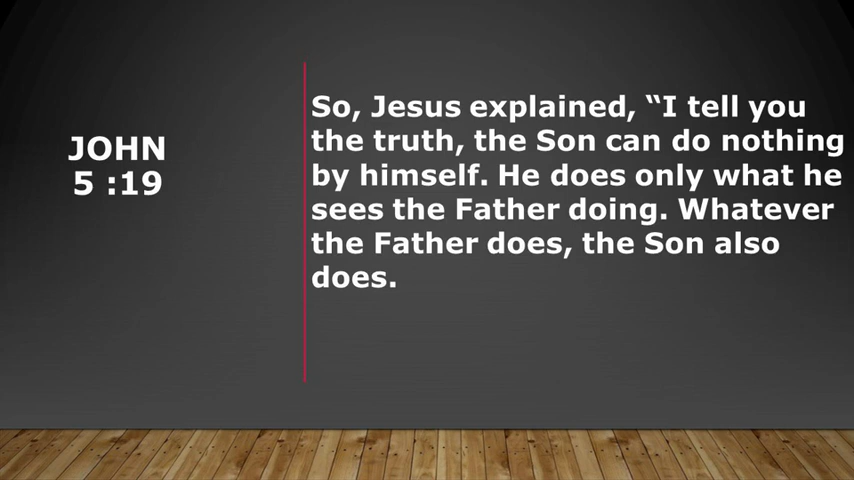 JOHN
5 :19
So, Jesus explained, “I tell you
the truth, the Son can do nothing
by himself. He does only what he
sees the Father doing. Whatever
the Father does, the Son also
does.